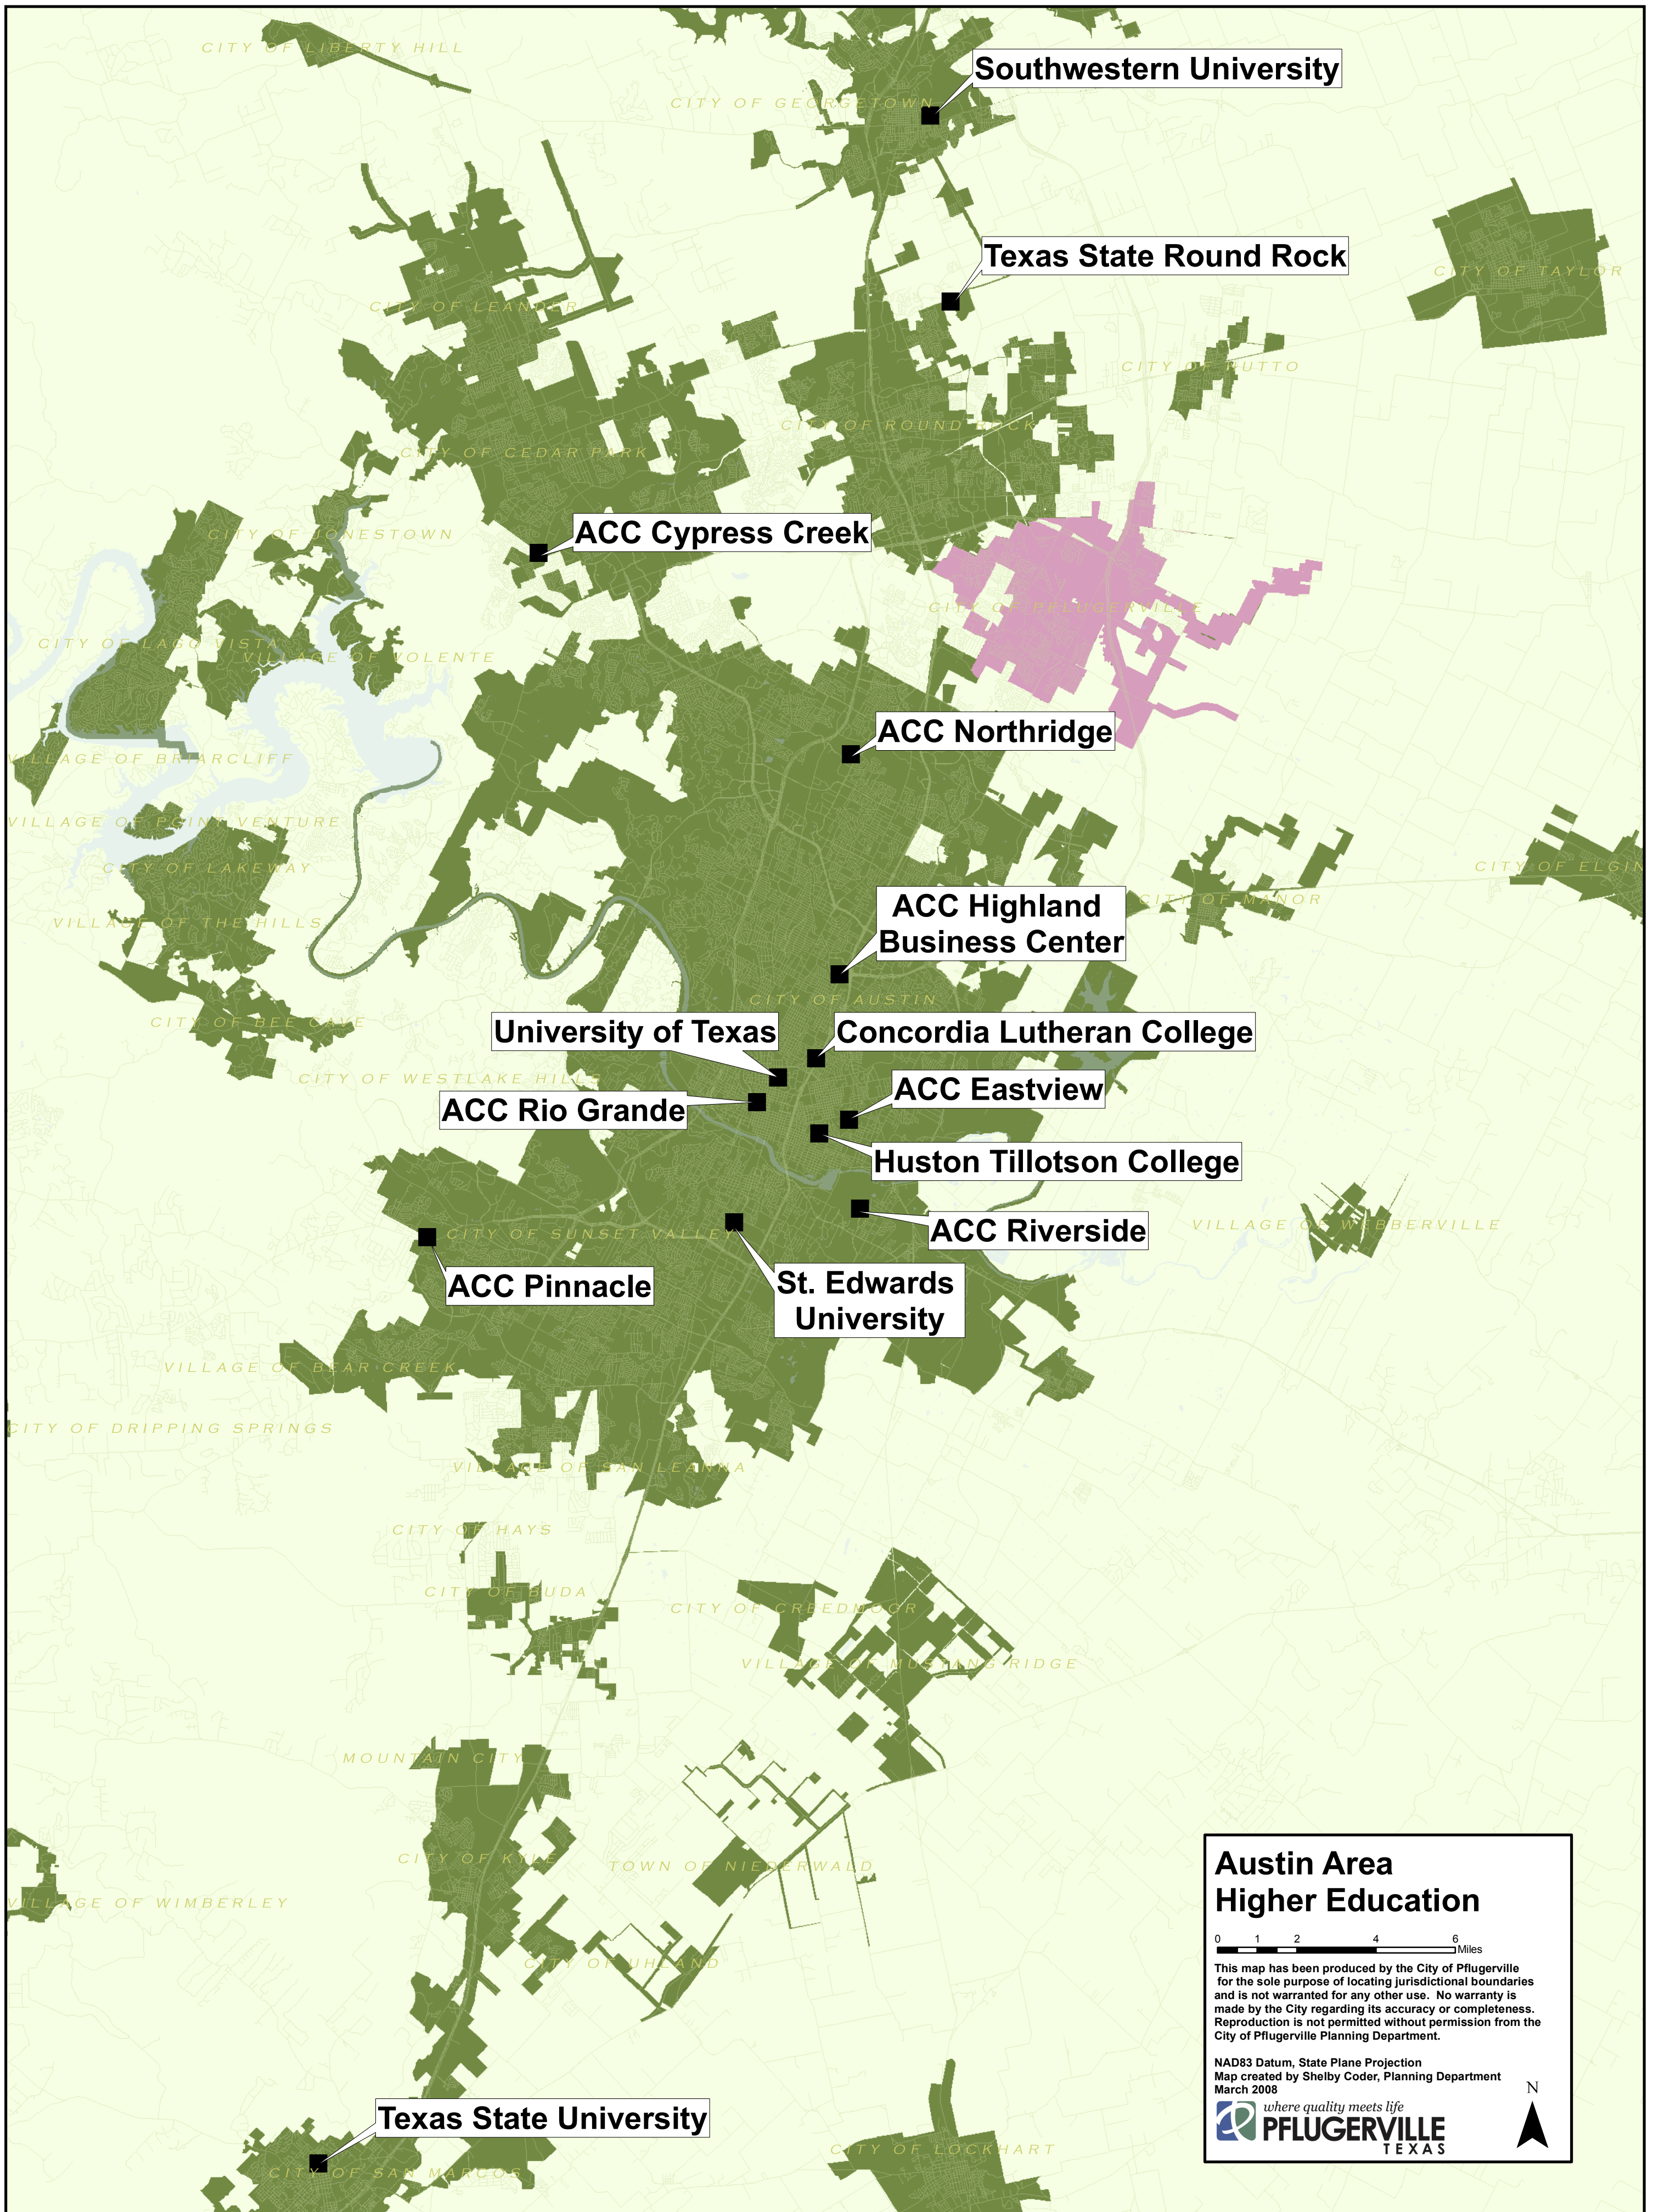 CITY OF LIBERTY HILL
Southwestern University
CITY OF GEORGETOWN
Texas State Round Rock
CITY OF TAYLOR
CITY OF LEANDER
CITY OF HUTTO
CITY OF ROUND ROCK
CITY OF CEDAR PARK
ACC Cypress Creek
CITY OF JONESTOWN
CITY OF PFLUGERVILLE
CITY OF LAGO VISTA
VILLAGE OF VOLENTE
ACC Northridge
VILLAGE OF BRIARCLIFF
VILLAGE OF POINT VENTURE
CITY OF LAKEWAY
CITY OF ELGIN
CITY OF MANOR
ACC Highland
Business Center
VILLAGE OF THE HILLS
CITY OF AUSTIN
CITY OF BEE CAVE
University of Texas
Concordia Lutheran College
CITY OF WESTLAKE HILLS
ACC Eastview
ACC Rio Grande
Huston Tillotson College
VILLAGE OF WEBBERVILLE
ACC Riverside
CITY OF SUNSET VALLEY
ACC Pinnacle
St. Edwards
University
VILLAGE OF BEAR CREEK
CITY OF DRIPPING SPRINGS
VILLAGE OF SAN LEANNA
CITY OF HAYS
CITY OF BUDA
CITY OF CREEDMOOR
VILLAGE OF MUSTANG RIDGE
MOUNTAIN CITY
CITY OF KYLE
TOWN OF NIEDERWALD
VILLAGE OF WIMBERLEY
CITY OF UHLAND
Texas State University
CITY OF SAN MARCOS
CITY OF LOCKHART
Austin Area
Higher Education
0 1 2 4 6
Miles
This map has been produced by the City of Pflugerville
for the sole purpose of locating jurisdictional boundaries
and is not warranted for any other use. No warranty is
made by the City regarding its accuracy or completeness.
Reproduction is not permitted without permission from the
City of Pflugerville Planning Department.
NAD83 Datum, State Plane Projection
Map created by Shelby Coder, Planning Department
March 2008
N
where quality meets life
PFLUGERVILLE
TEXAS